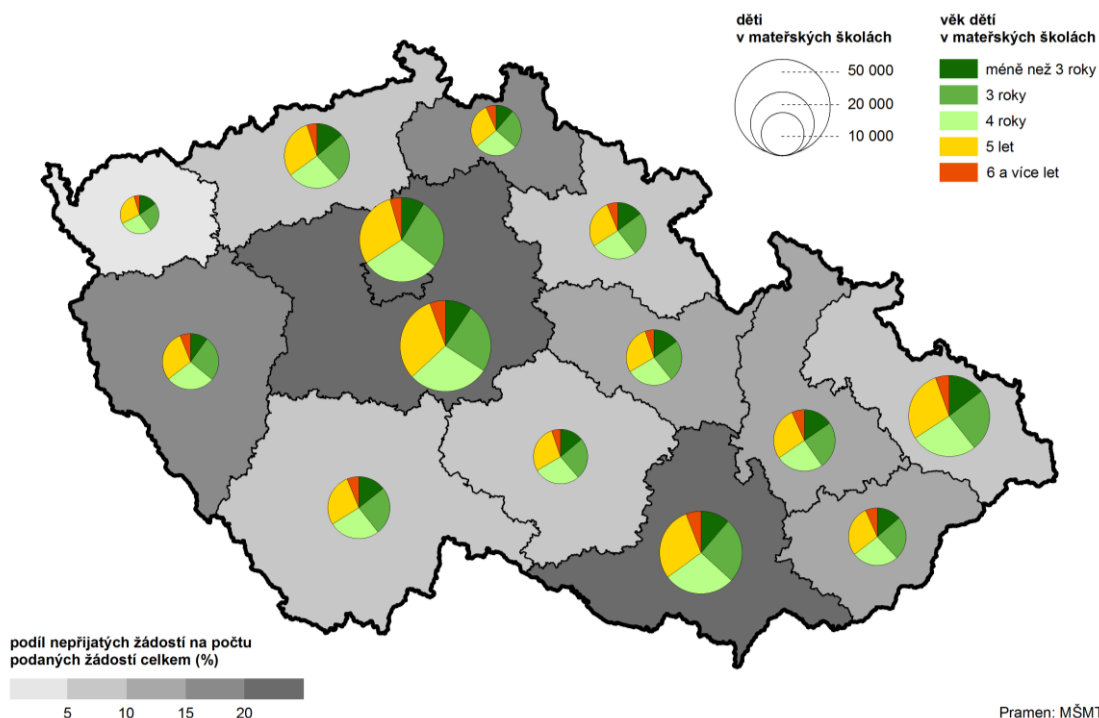 děti
v mateřských školách
50 000
20 000
10 000
věk dětí
v mateřských školách
méně než 3 roky
3 roky
4 roky
5 let
6 a více let
podíl nepřijatých žádostí na počtu
podaných žádostí celkem (%)
5 10 15 20
Pramen: MŠMT